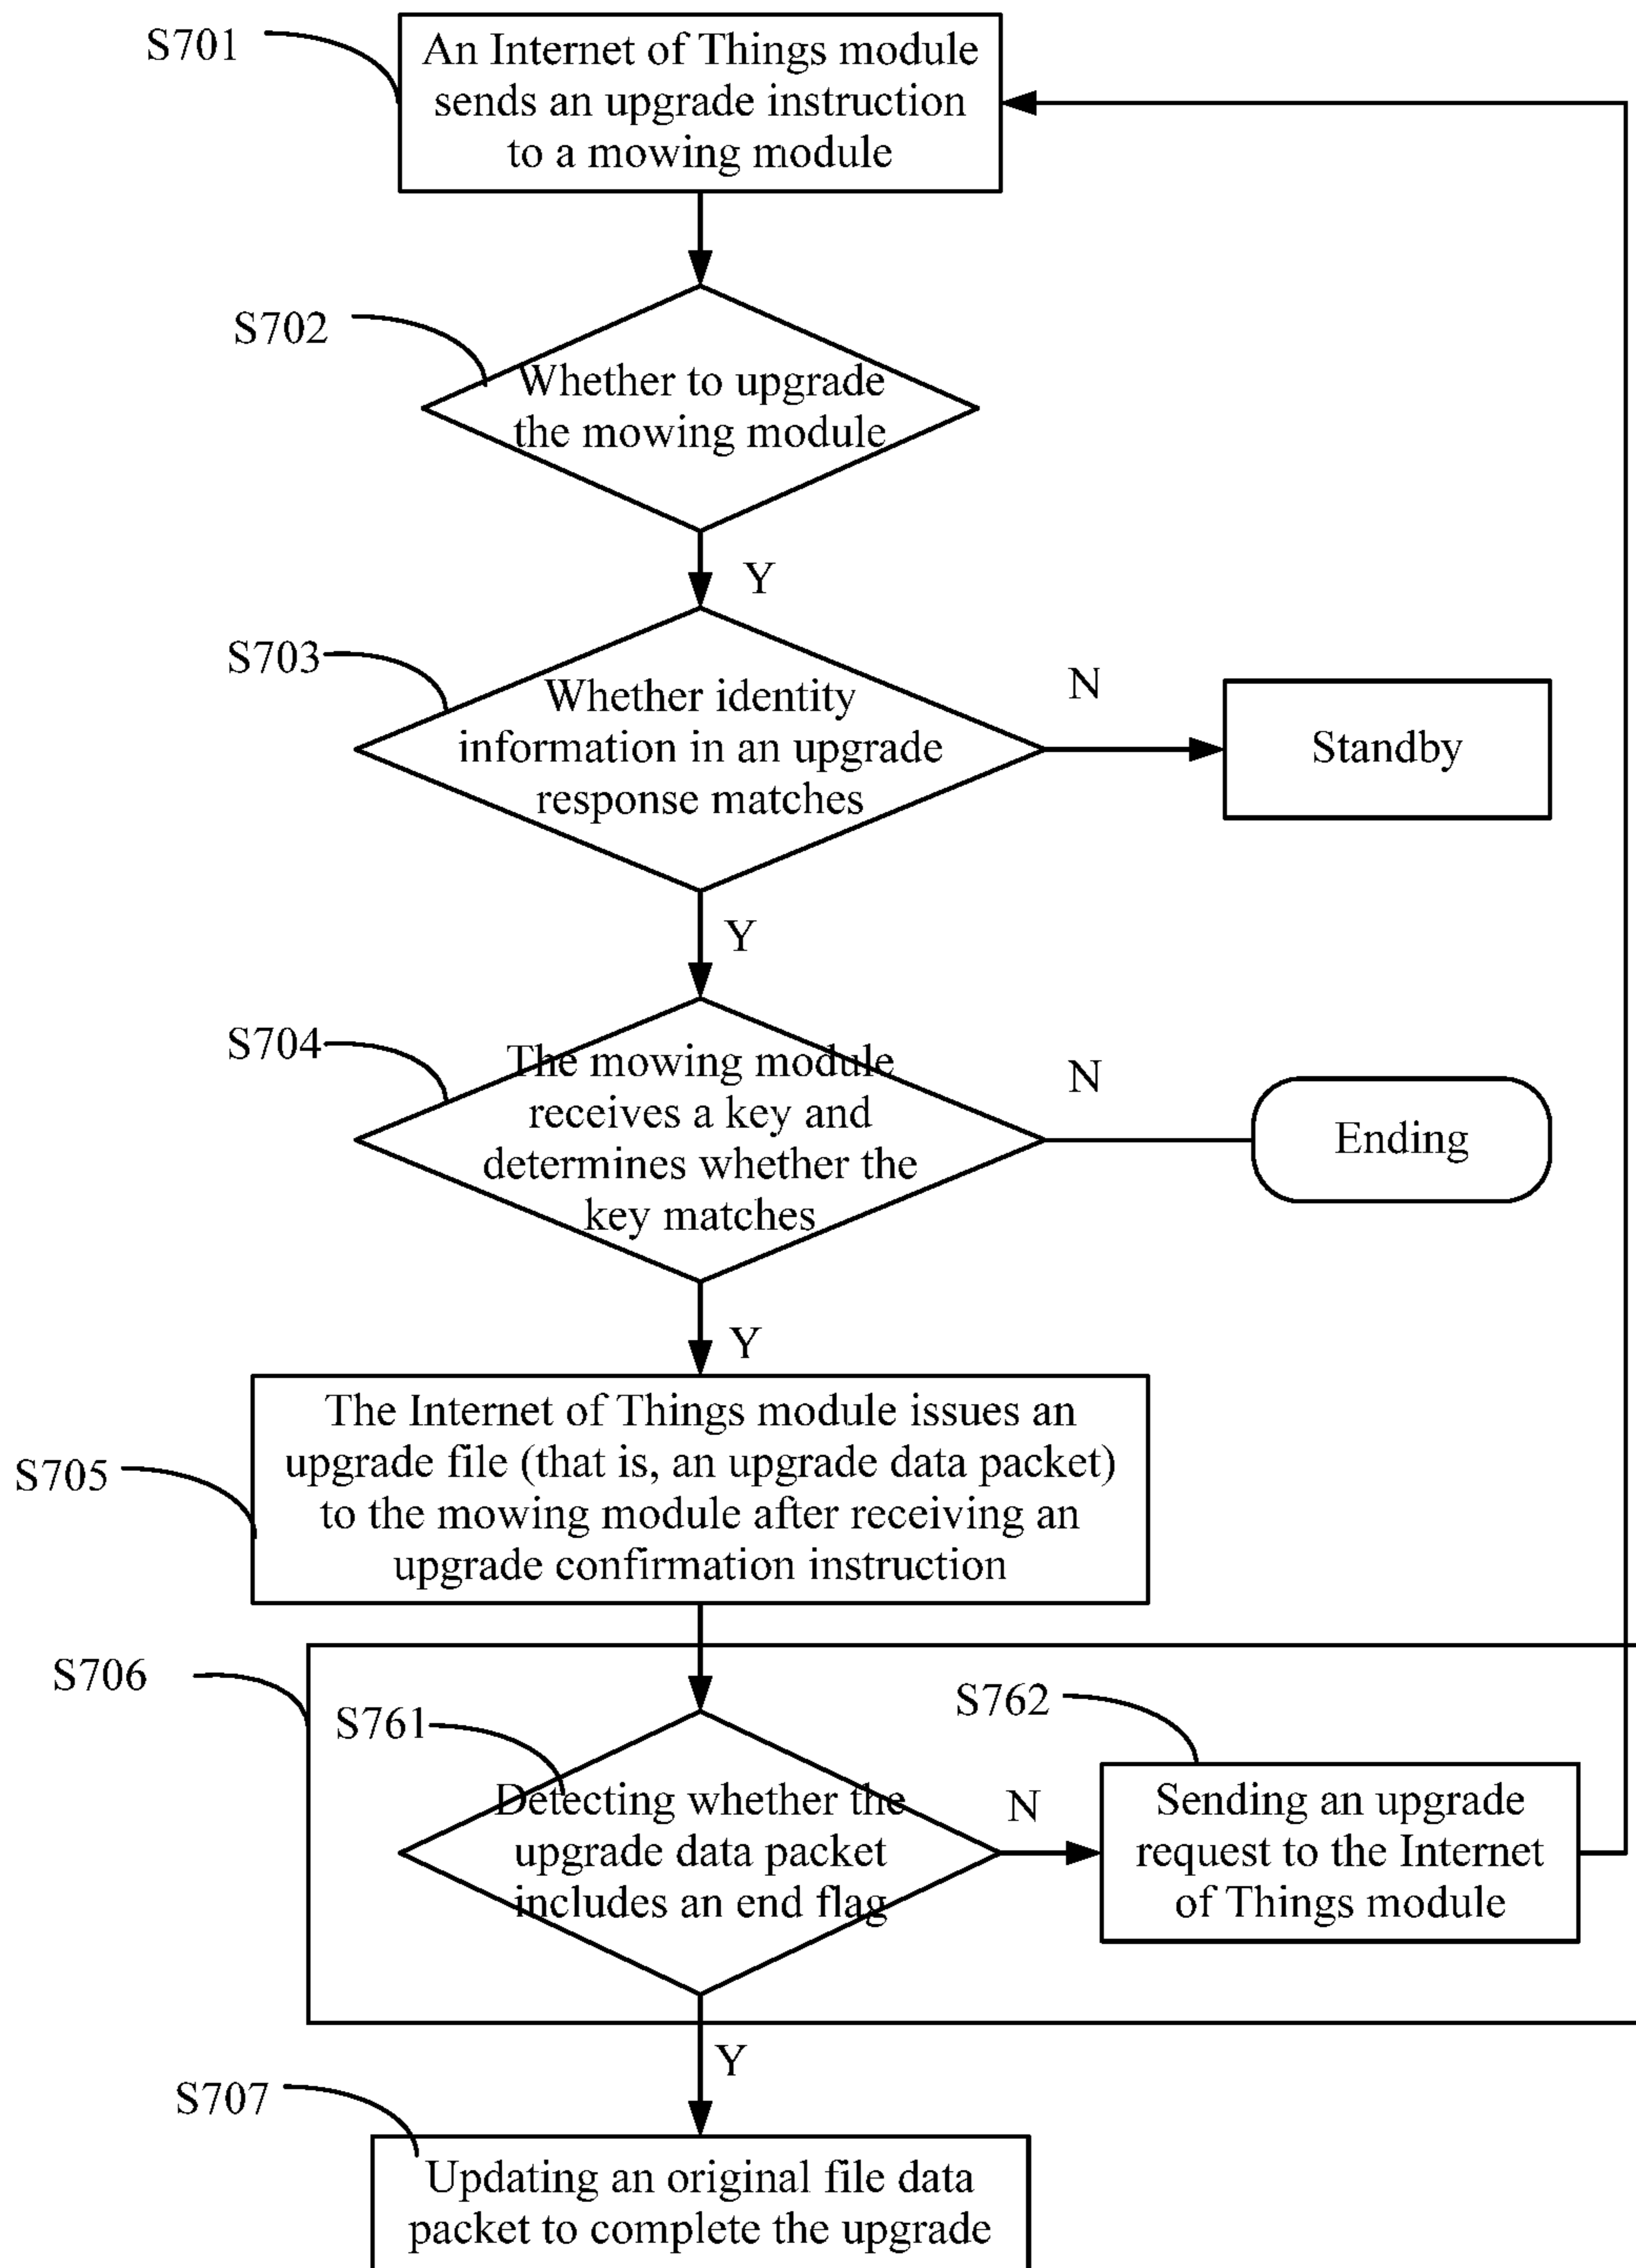 S701
An Internet of Things module
sends an upgrade instruction
to a mowing module
S702
Whether to upgrade
the mowing module
Y
S703
Whether identity
information in an upgrade
response matches
N
Standby
Y
S704
The mowing module
receives a key and
determines whether the
key matches
N
Ending
Y
S705
The Internet of Things module issues an
upgrade file (that is, an upgrade data packet)
to the mowing module after receiving an
upgrade confirmation instruction
S706
S761
Detecting whether the
upgrade data packet
includes an end flag
N
S762
Sending an upgrade
request to the Internet
of Things module
Y
S707
Updating an original file data
packet to complete the upgrade